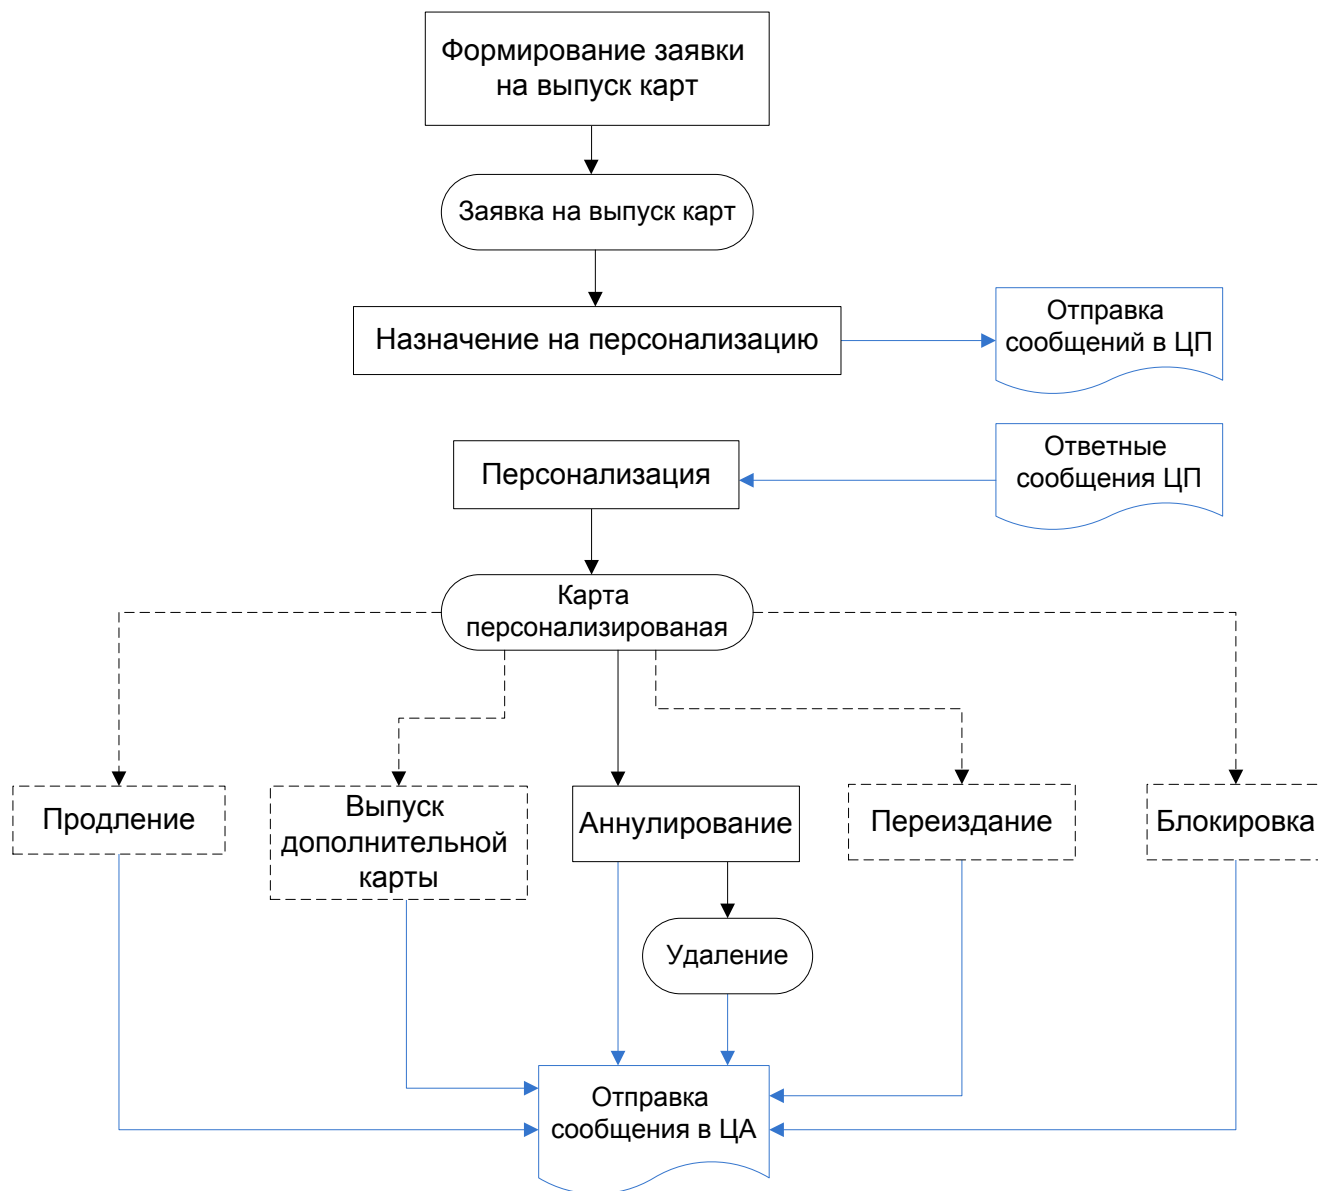 Формирование заявки
на выпуск карт
Заявка на выпуск карт
Назначение на персонализацию
Отправка
сообщений в ЦП
Персонализация
Ответные
сообщения ЦП
Карта
персонализированая
Продление
Выпуск
дополнительной
карты
Аннулирование
Переиздание
Блокировка
Удаление
Отправка
сообщения в ЦА